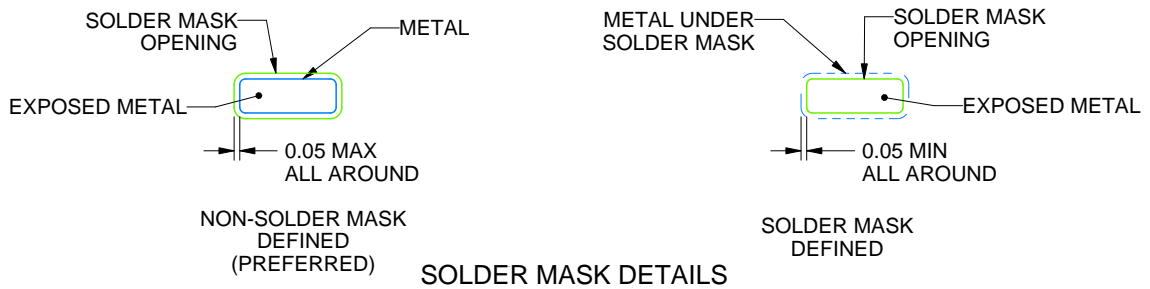 SOLDER MASK
OPENING
METAL
EXPOSED METAL
0.05 MAX
ALL AROUND
NON-SOLDER MASK
DEFINED
(PREFERRED)
METAL UNDER
SOLDER MASK
SOLDER MASK
OPENING
EXPOSED METAL
0.05 MIN
ALL AROUND
SOLDER MASK
DEFINED
SOLDER MASK DETAILS